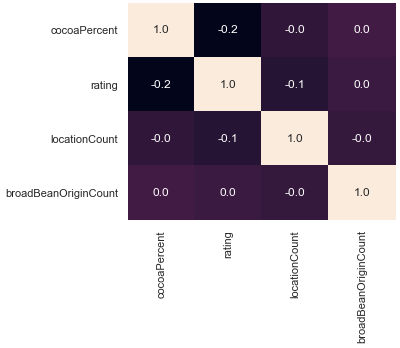 cocoaPercent 1.0 -0.2 -0.0 0.0
rating -0.2 1.0 -0.1 0.0
locationCount -0.0 -0.1 1.0 -0.0
broadBeanOriginCount 0.0 0.0 -0.0 1.0
cocoaPercent
rating
locationCount
broadBeanOriginCount